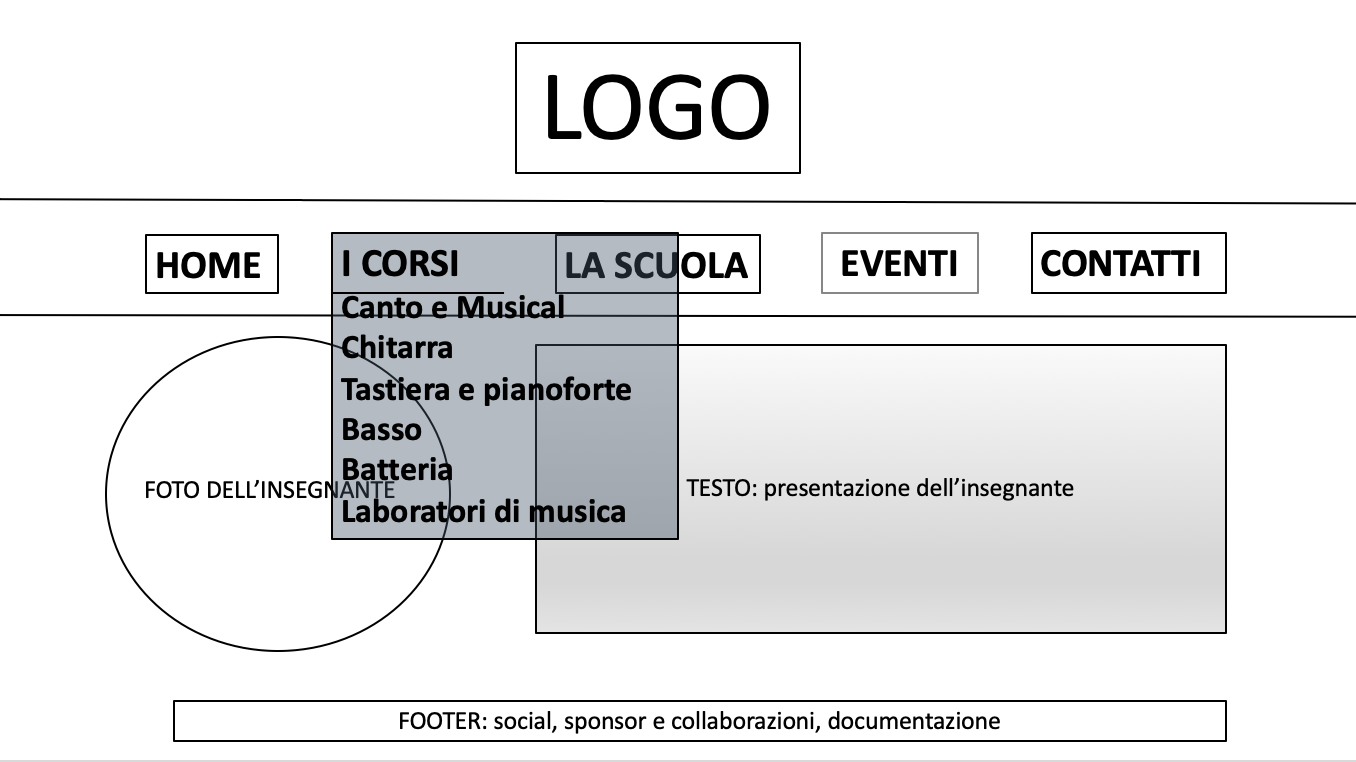 LOGO
HOME
I CORSI
LA SCUOLA
EVENTI
CONTATTI
Canto e Musical
Chitarra
Tastiera e pianoforte
Basso
Batteria
Laboratori di musica
FOTO DELL’INSEGNANTE
TESTO: presentazione dell’insegnante
FOOTER: social, sponsor e collaborazioni, documentazione